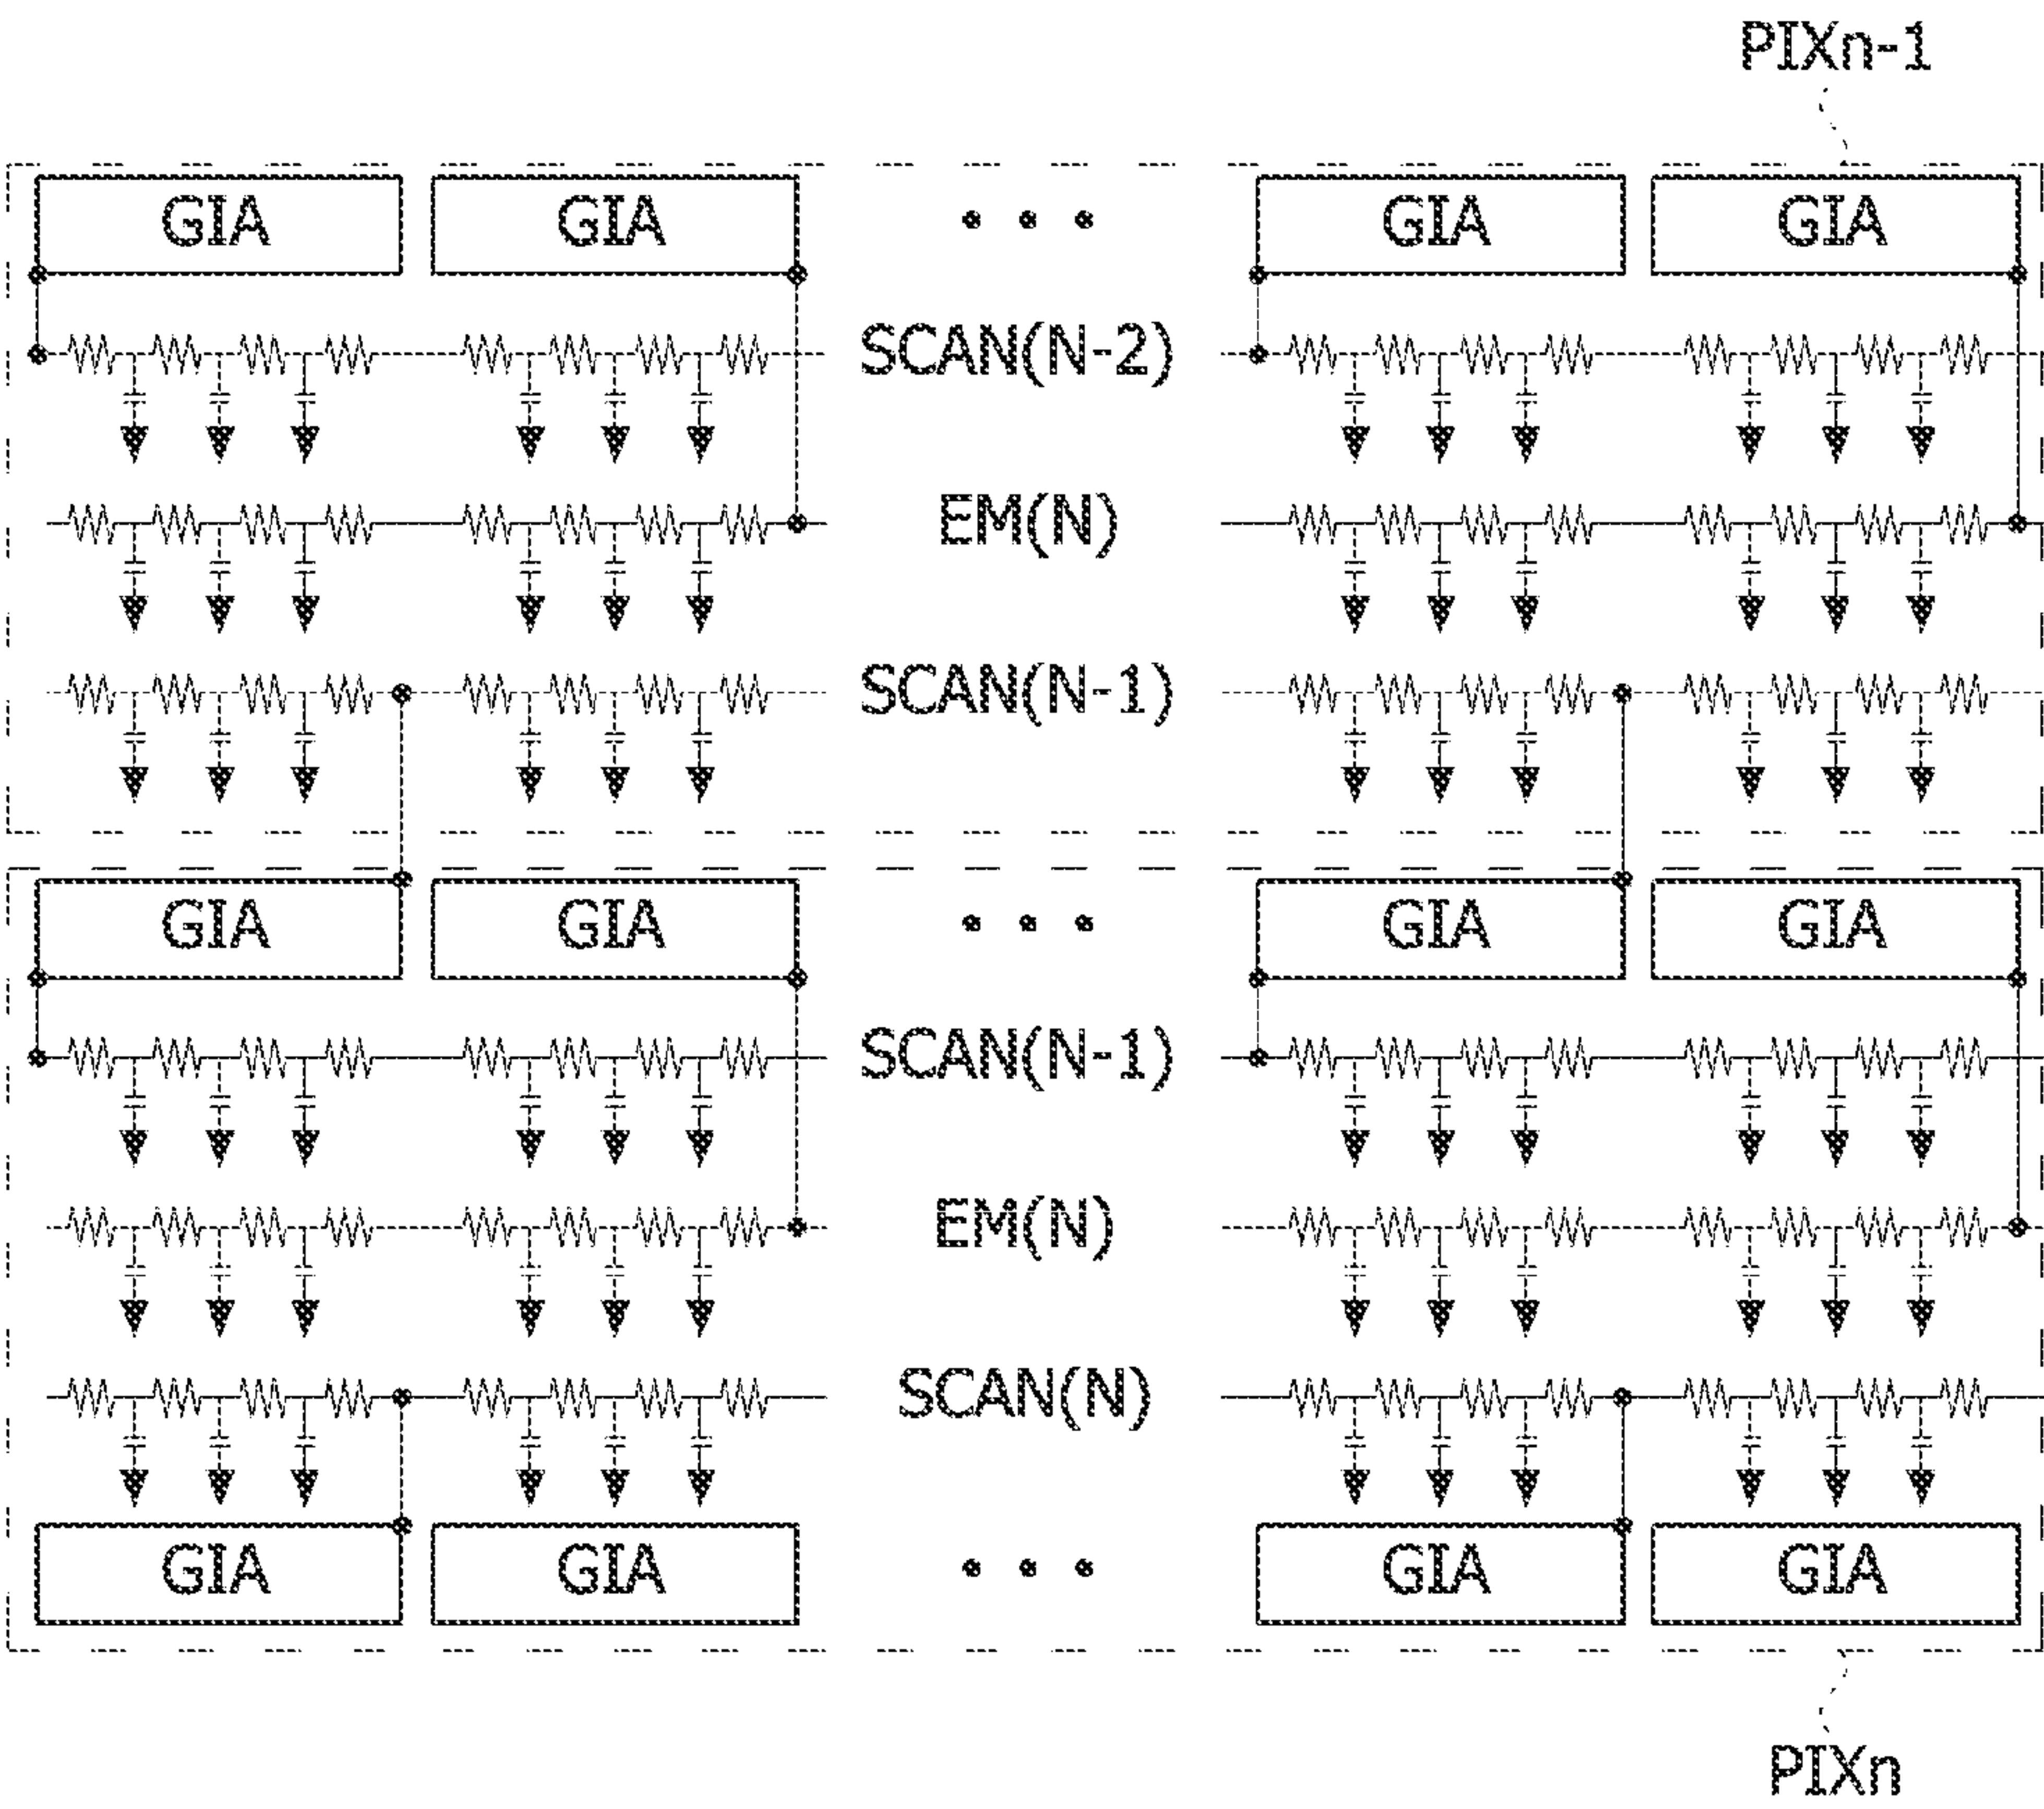 PIXn-1
GIA GIA • • • GIA GIA
SCAN(N-2)
EM(N)
SCAN(N-1)
GIA GIA • • • GIA GIA
SCAN(N-1)
EM(N)
SCAN(N)
GIA GIA • • • GIA GIA
PIXn